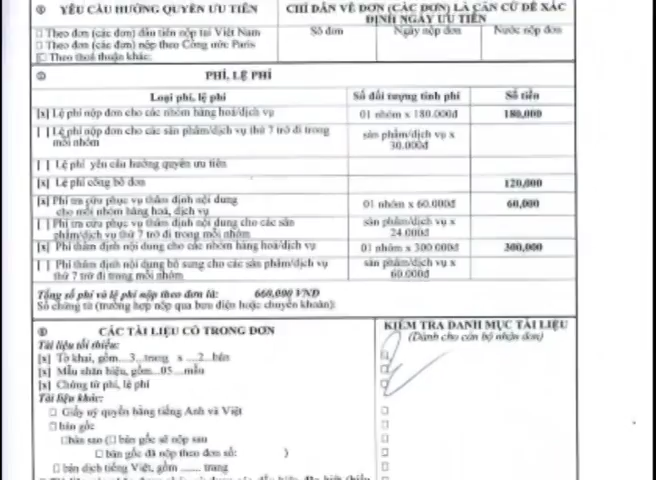 YÊU CẦU HƯỞNG QUYỀN ƯU TIÊN
CHỈ DẪN VỀ ĐƠN (CÁC ĐƠN) LÀ CĂN CỨ ĐỂ XÁC ĐỊNH NGÀY ƯU TIÊN
□ Theo đơn (các đơn) đầu tiên nộp tại Việt Nam
□ Theo đơn (các đơn) nộp theo Công ước Paris
□ Theo thoả thuận khác:
Số đơn
Ngày nộp đơn
Nước nộp đơn
PHÍ, LỆ PHÍ
Loại phí, lệ phí
Số đối tượng tính phí
Số tiền
[x] Lệ phí nộp đơn cho các nhóm hàng hoá/dịch vụ
01 nhóm x 180.000đ
180,000
[ ] Lệ phí nộp đơn cho các sản phẩm/dịch vụ thứ 7 trở đi trong mỗi nhóm
sản phẩm/dịch vụ x 30.000đ
[ ] Lệ phí yêu cầu hưởng quyền ưu tiên
[x] Lệ phí công bố đơn
120,000
[x] Phí tra cứu phục vụ thẩm định nội dung
cho mỗi nhóm hàng hoá, dịch vụ
01 nhóm x 60.000đ
60,000
[ ] Phí tra cứu phục vụ thẩm định nội dung cho các sản phẩm/dịch vụ thứ 7 trở đi trong mỗi nhóm
sản phẩm/dịch vụ x 24.000đ
[x] Phí thẩm định nội dung cho các nhóm hàng hoá/dịch vụ
01 nhóm x 300.000đ
300,000
[ ] Phí thẩm định nội dung bổ sung cho các sản phẩm/dịch vụ thứ 7 trở đi trong mỗi nhóm
sản phẩm/dịch vụ x 60.000đ
Tổng số phí và lệ phí nộp theo đơn là: 660,000 VNĐ
Số chứng từ (trường hợp nộp qua bưu điện hoặc chuyển khoản):
CÁC TÀI LIỆU CÓ TRONG ĐƠN
Tài liệu tối thiểu:
[x] Tờ khai, gồm...3...trang x ...2...bản
[x] Mẫu nhãn hiệu, gồm...05....mẫu
[x] Chứng từ phí, lệ phí
Tài liệu khác:
□ Giấy uỷ quyền bằng tiếng Anh và Việt
□ bản gốc
□ bản sao (□ bản gốc sẽ nộp sau
□ bản gốc đã nộp theo đơn số: )
□ bản dịch tiếng Việt, gồm ....... trang
KIỂM TRA DANH MỤC TÀI LIỆU
(Dành cho cán bộ nhận đơn)